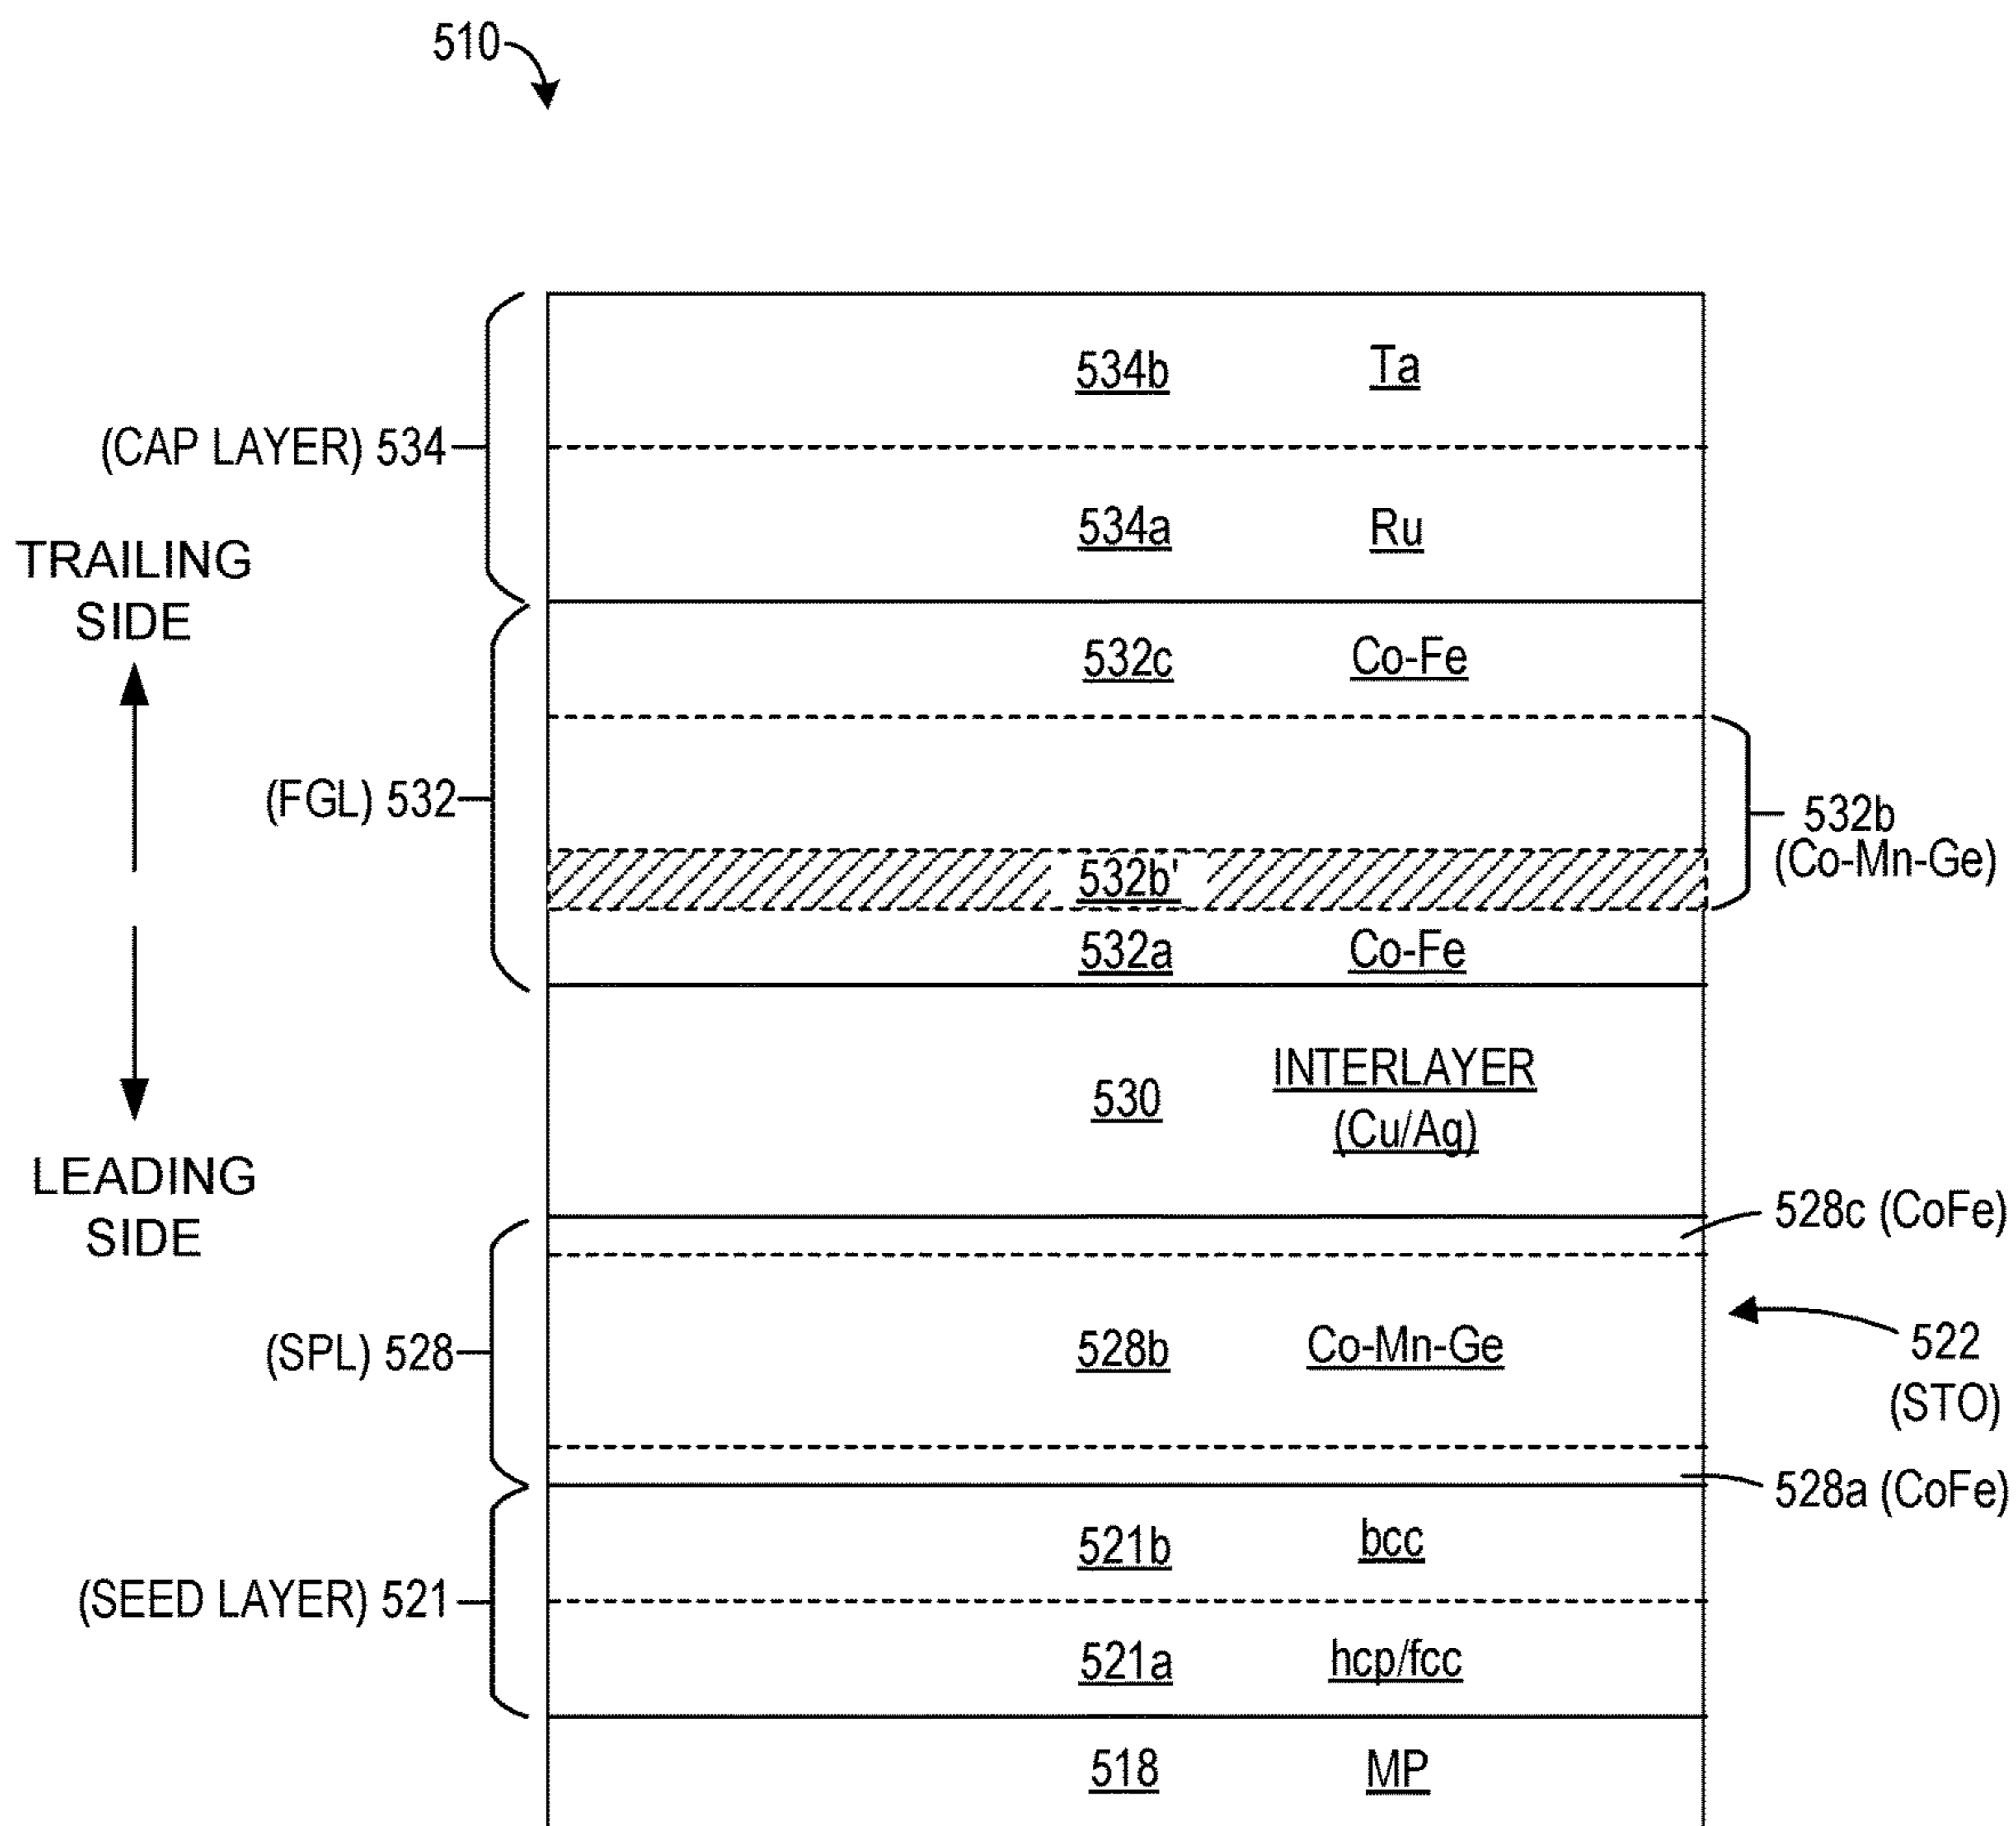 510
534b Ta
(CAP LAYER) 534
534a Ru
TRAILING
SIDE
532c Co-Fe
(FGL) 532
532b
(Co-Mn-Ge)
532b'
532a Co-Fe
530 INTERLAYER
(Cu/Ag)
LEADING
SIDE
528c (CoFe)
(SPL) 528
528b Co-Mn-Ge
522
(STO)
528a (CoFe)
521b bcc
(SEED LAYER) 521
521a hcp/fcc
518 MP